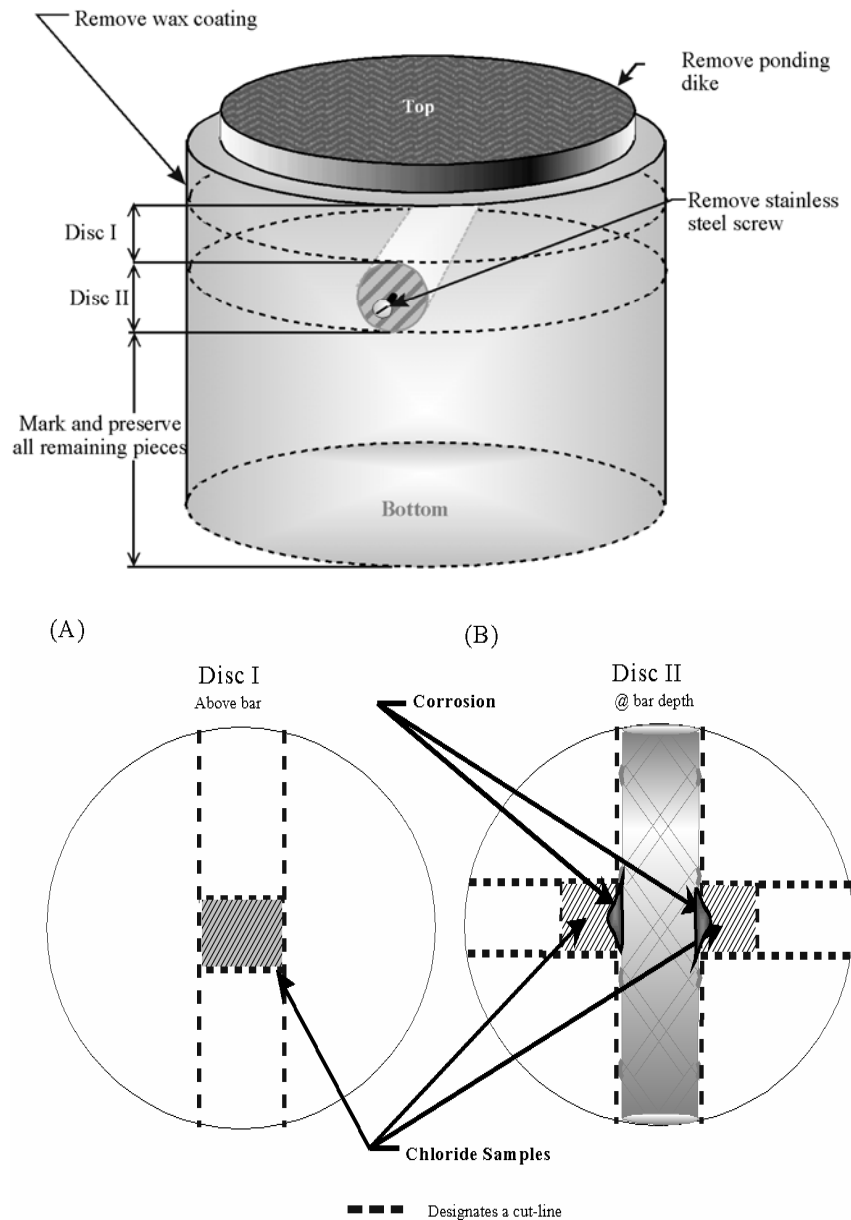 Remove wax coating
Remove ponding
dike
Top
Remove stainless
steel screw
Disc I
Disc II
Mark and preserve
all remaining pieces
Bottom
(A)
(B)
Disc I
Above bar
Disc II
@ bar depth
Corrosion
Chloride Samples
Designates a cut-line